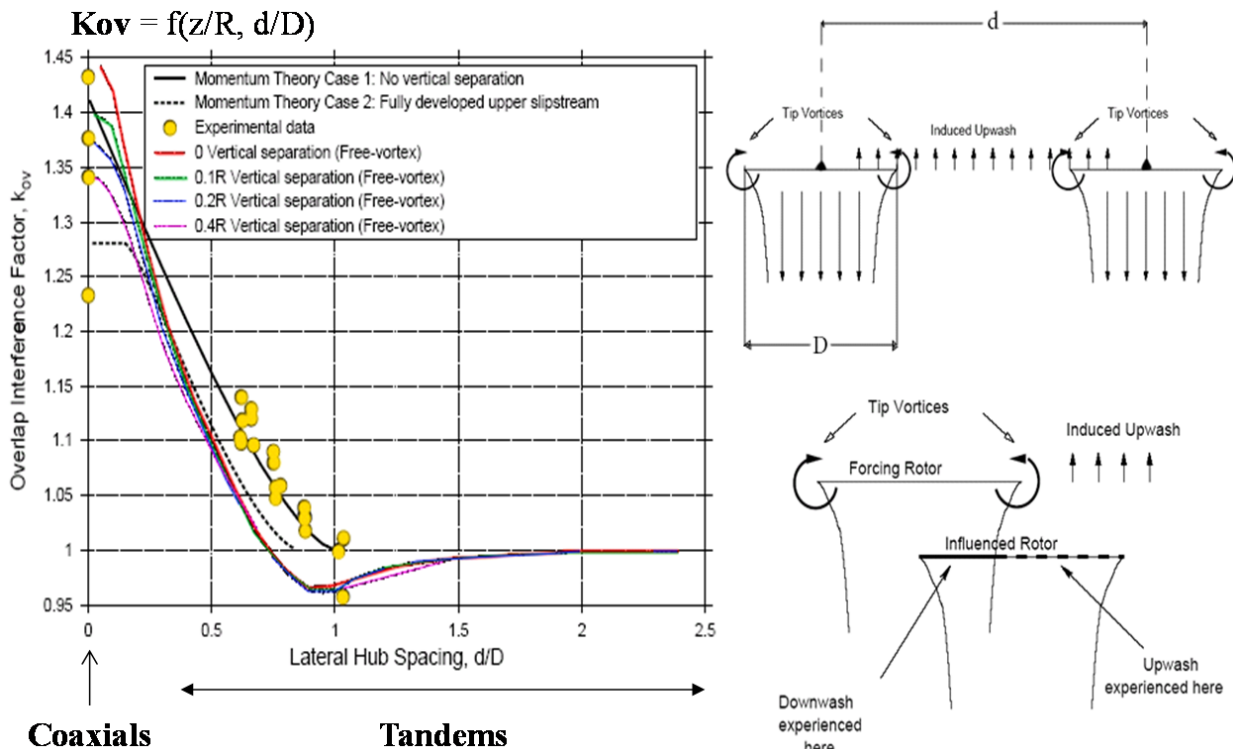 Kov = f(z/R, d/D)
1.45
1.4
1.35
1.3
1.25
1.2
1.15
1.1
1.05
1
0.95
Overlap Interference Factor, kov
Momentum Theory Case 1: No vertical separation
Momentum Theory Case 2: Fully developed upper slipstream
Experimental data
0 Vertical separation (Free-vortex)
0.1R Vertical separation (Free-vortex)
0.2R Vertical separation (Free-vortex)
0.4R Vertical separation (Free-vortex)
0 0.5 1 1.5 2 2.5
Lateral Hub Spacing, d/D
Coaxials Tandems
d
Tip Vortices
Induced Upwash
Tip Vortices
D
Tip Vortices
Induced Upwash
Forcing Rotor
Influenced Rotor
Downwash
experienced
here
Upwash
experienced here